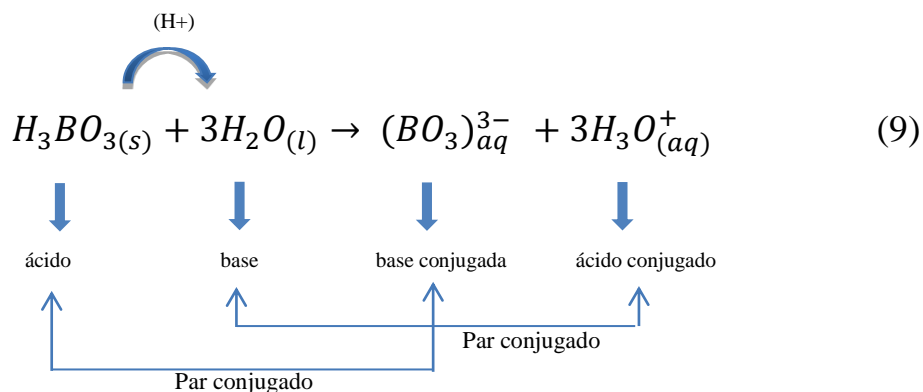 (H+)
H₃BO₃₍ₛ₎ + 3H₂O₍ₗ₎ → (BO₃)³⁻aq + 3H₃O⁺(aq) (9)
ácido base base conjugada ácido conjugado
Par conjugado
Par conjugado